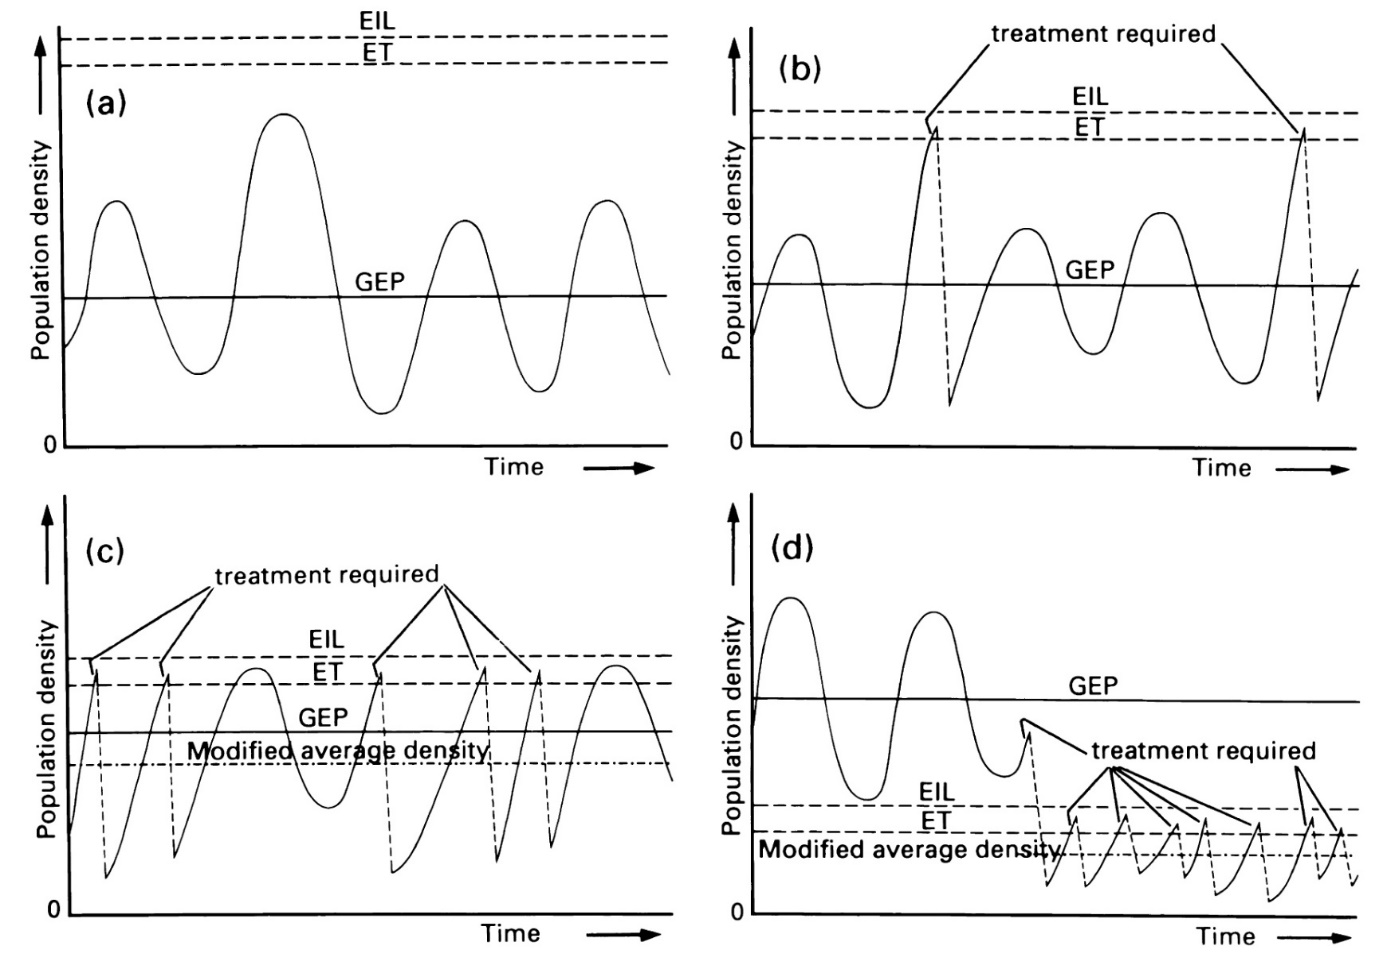 EIL
ET
(a)
Population density
GEP
0
Time
treatment required
(b)
EIL
ET
Population density
GEP
0
Time
(c)
treatment required
EIL
ET
GEP
Modified average density
Population density
0
Time
(d)
GEP
treatment required
EIL
ET
Modified average density
Population density
0
Time